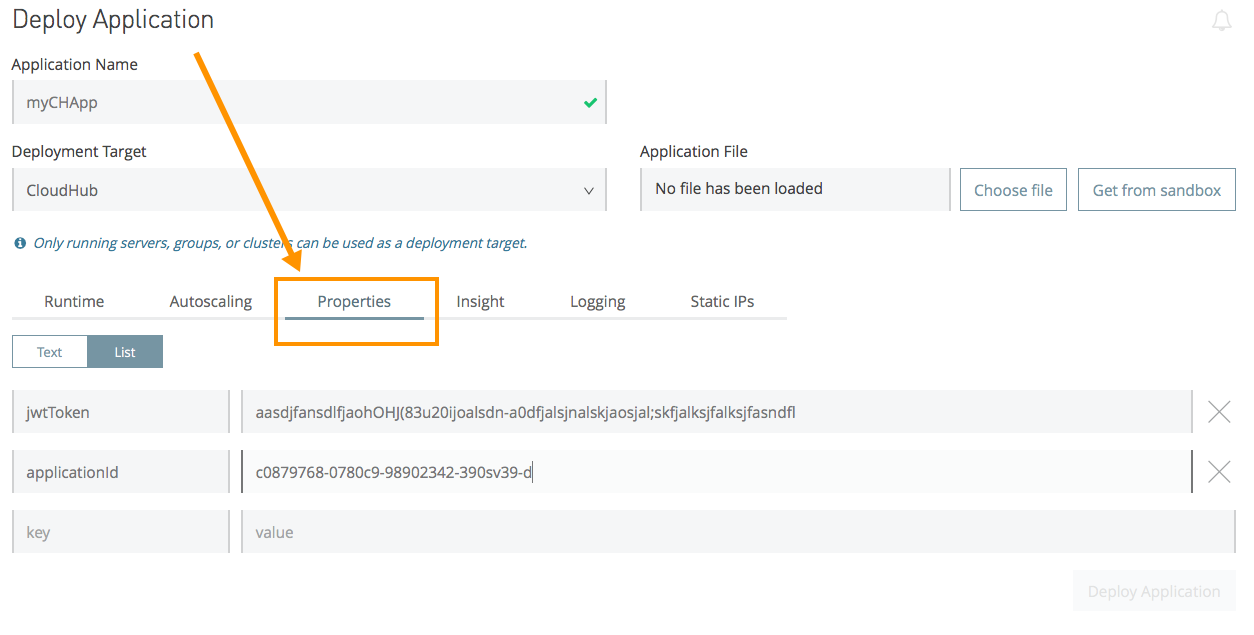 Deploy Application
Application Name
myCHApp
Deployment Target
Application File
CloudHub
No file has been loaded
Choose file
Get from sandbox
Only running servers, groups, or clusters can be used as a deployment target.
Runtime Autoscaling Properties Insight Logging Static IPs
Text List
jwtToken aasdjfansdlfjaohOHJ(83u20ijoalsdn-a0dfjalsjnalskjaosjal;skfjalksjfalksjfasndfl
applicationId c0879768-0780c9-98902342-390sv39-d
key value
Deploy Application